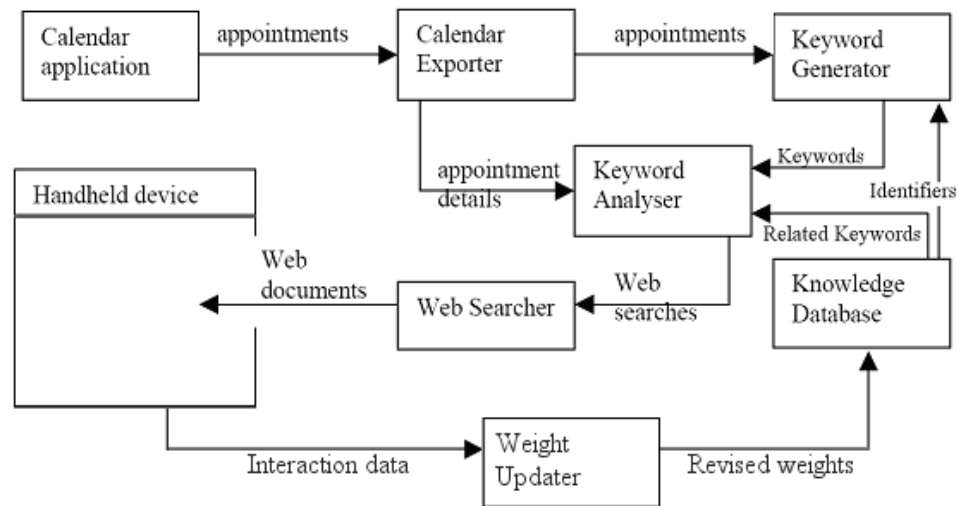 Calendar
application
appointments
Calendar
Exporter
appointments
Keyword
Generator
appointment
details
Keyword
Analyser
Keywords
Identifiers
Related Keywords
Handheld device
Web
documents
Web Searcher
Web
searches
Knowledge
Database
Interaction data
Weight
Updater
Revised weights